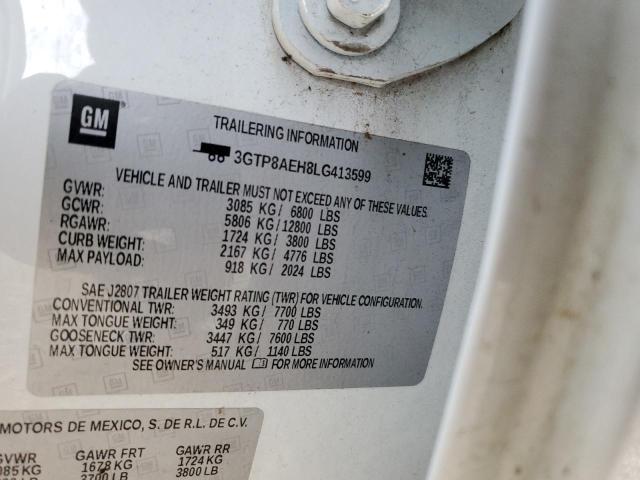 GM
TRAILERING INFORMATION
3GTP8AEH8LG413599
VEHICLE AND TRAILER MUST NOT EXCEED ANY OF THESE VALUES.
GVWR: 3085 KG/ 6800 LBS
GCWR: 5806 KG/12800 LBS
RGAWR: 1724 KG/ 3800 LBS
CURB WEIGHT: 2167 KG/ 4776 LBS
MAX PAYLOAD: 918 KG/ 2024 LBS
SAE J2807 TRAILER WEIGHT RATING (TWR) FOR VEHICLE CONFIGURATION.
CONVENTIONAL TWR: 3493 KG/ 7700 LBS
MAX TONGUE WEIGHT: 349 KG/ 770 LBS
GOOSENECK TWR: 3447 KG/ 7600 LBS
MAX TONGUE WEIGHT: 517 KG/ 1140 LBS
SEE OWNER'S MANUAL FOR MORE INFORMATION
MOTORS DE MEXICO, S. DE R.L. DE C.V.
GVWR GAWR FRT GAWR RR
085 KG 1678 KG 1724 KG
LB 3700 LB 3800 LB